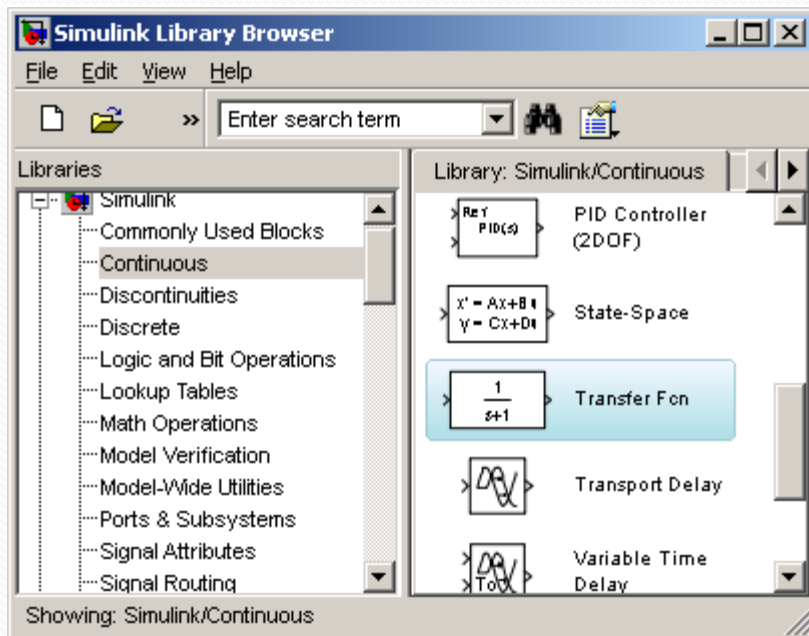 Simulink Library Browser
File Edit View Help
» Enter search term
Libraries
Simulink
Commonly Used Blocks
Continuous
Discontinuities
Discrete
Logic and Bit Operations
Lookup Tables
Math Operations
Model Verification
Model-Wide Utilities
Ports & Subsystems
Signal Attributes
Signal Routing
Library: Simulink/Continuous
Ref
PID(s)
PID Controller
(2DOF)
x' = Ax+Bu
y = Cx+Du
State-Space
1
s+1
Transfer Fcn
Transport Delay
To
Variable Time
Delay
Showing: Simulink/Continuous